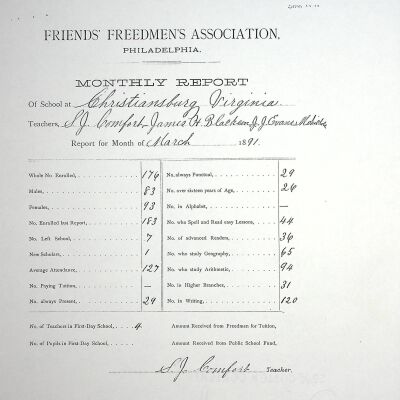 FRIENDS' FREEDMEN'S ASSOCIATION,
PHILADELPHIA.
MONTHLY REPORT
Of School at Christiansburg Virginia
Teachers, S. J. Comfort, James H. Blackburn, J. J. Evans
Report for Month of March 1891.
Whole No. Enrolled, 176
Males, 83
Females, 93
No. Enrolled last Report, 183
No. Left School, 7
New Scholars, 1
Average Attendance, 127
No. Paying Tuition, —
No. always Present, 29
No. always Punctual, 29
No. over sixteen years of Age, 26
No. in Alphabet, —
No. who Spell and Read easy Lessons, 44
No. of advanced Readers, 36
No. who study Geography, 65
No. who study Arithmetic, 94
No. in Higher Branches, 31
No. in Writing, 120
No. of Teachers in First-Day School, 4
No. of Pupils in First-Day School,
Amount Received from Freedmen for Tuition,
Amount Received from Public School Fund,
S. J. Comfort Teacher.